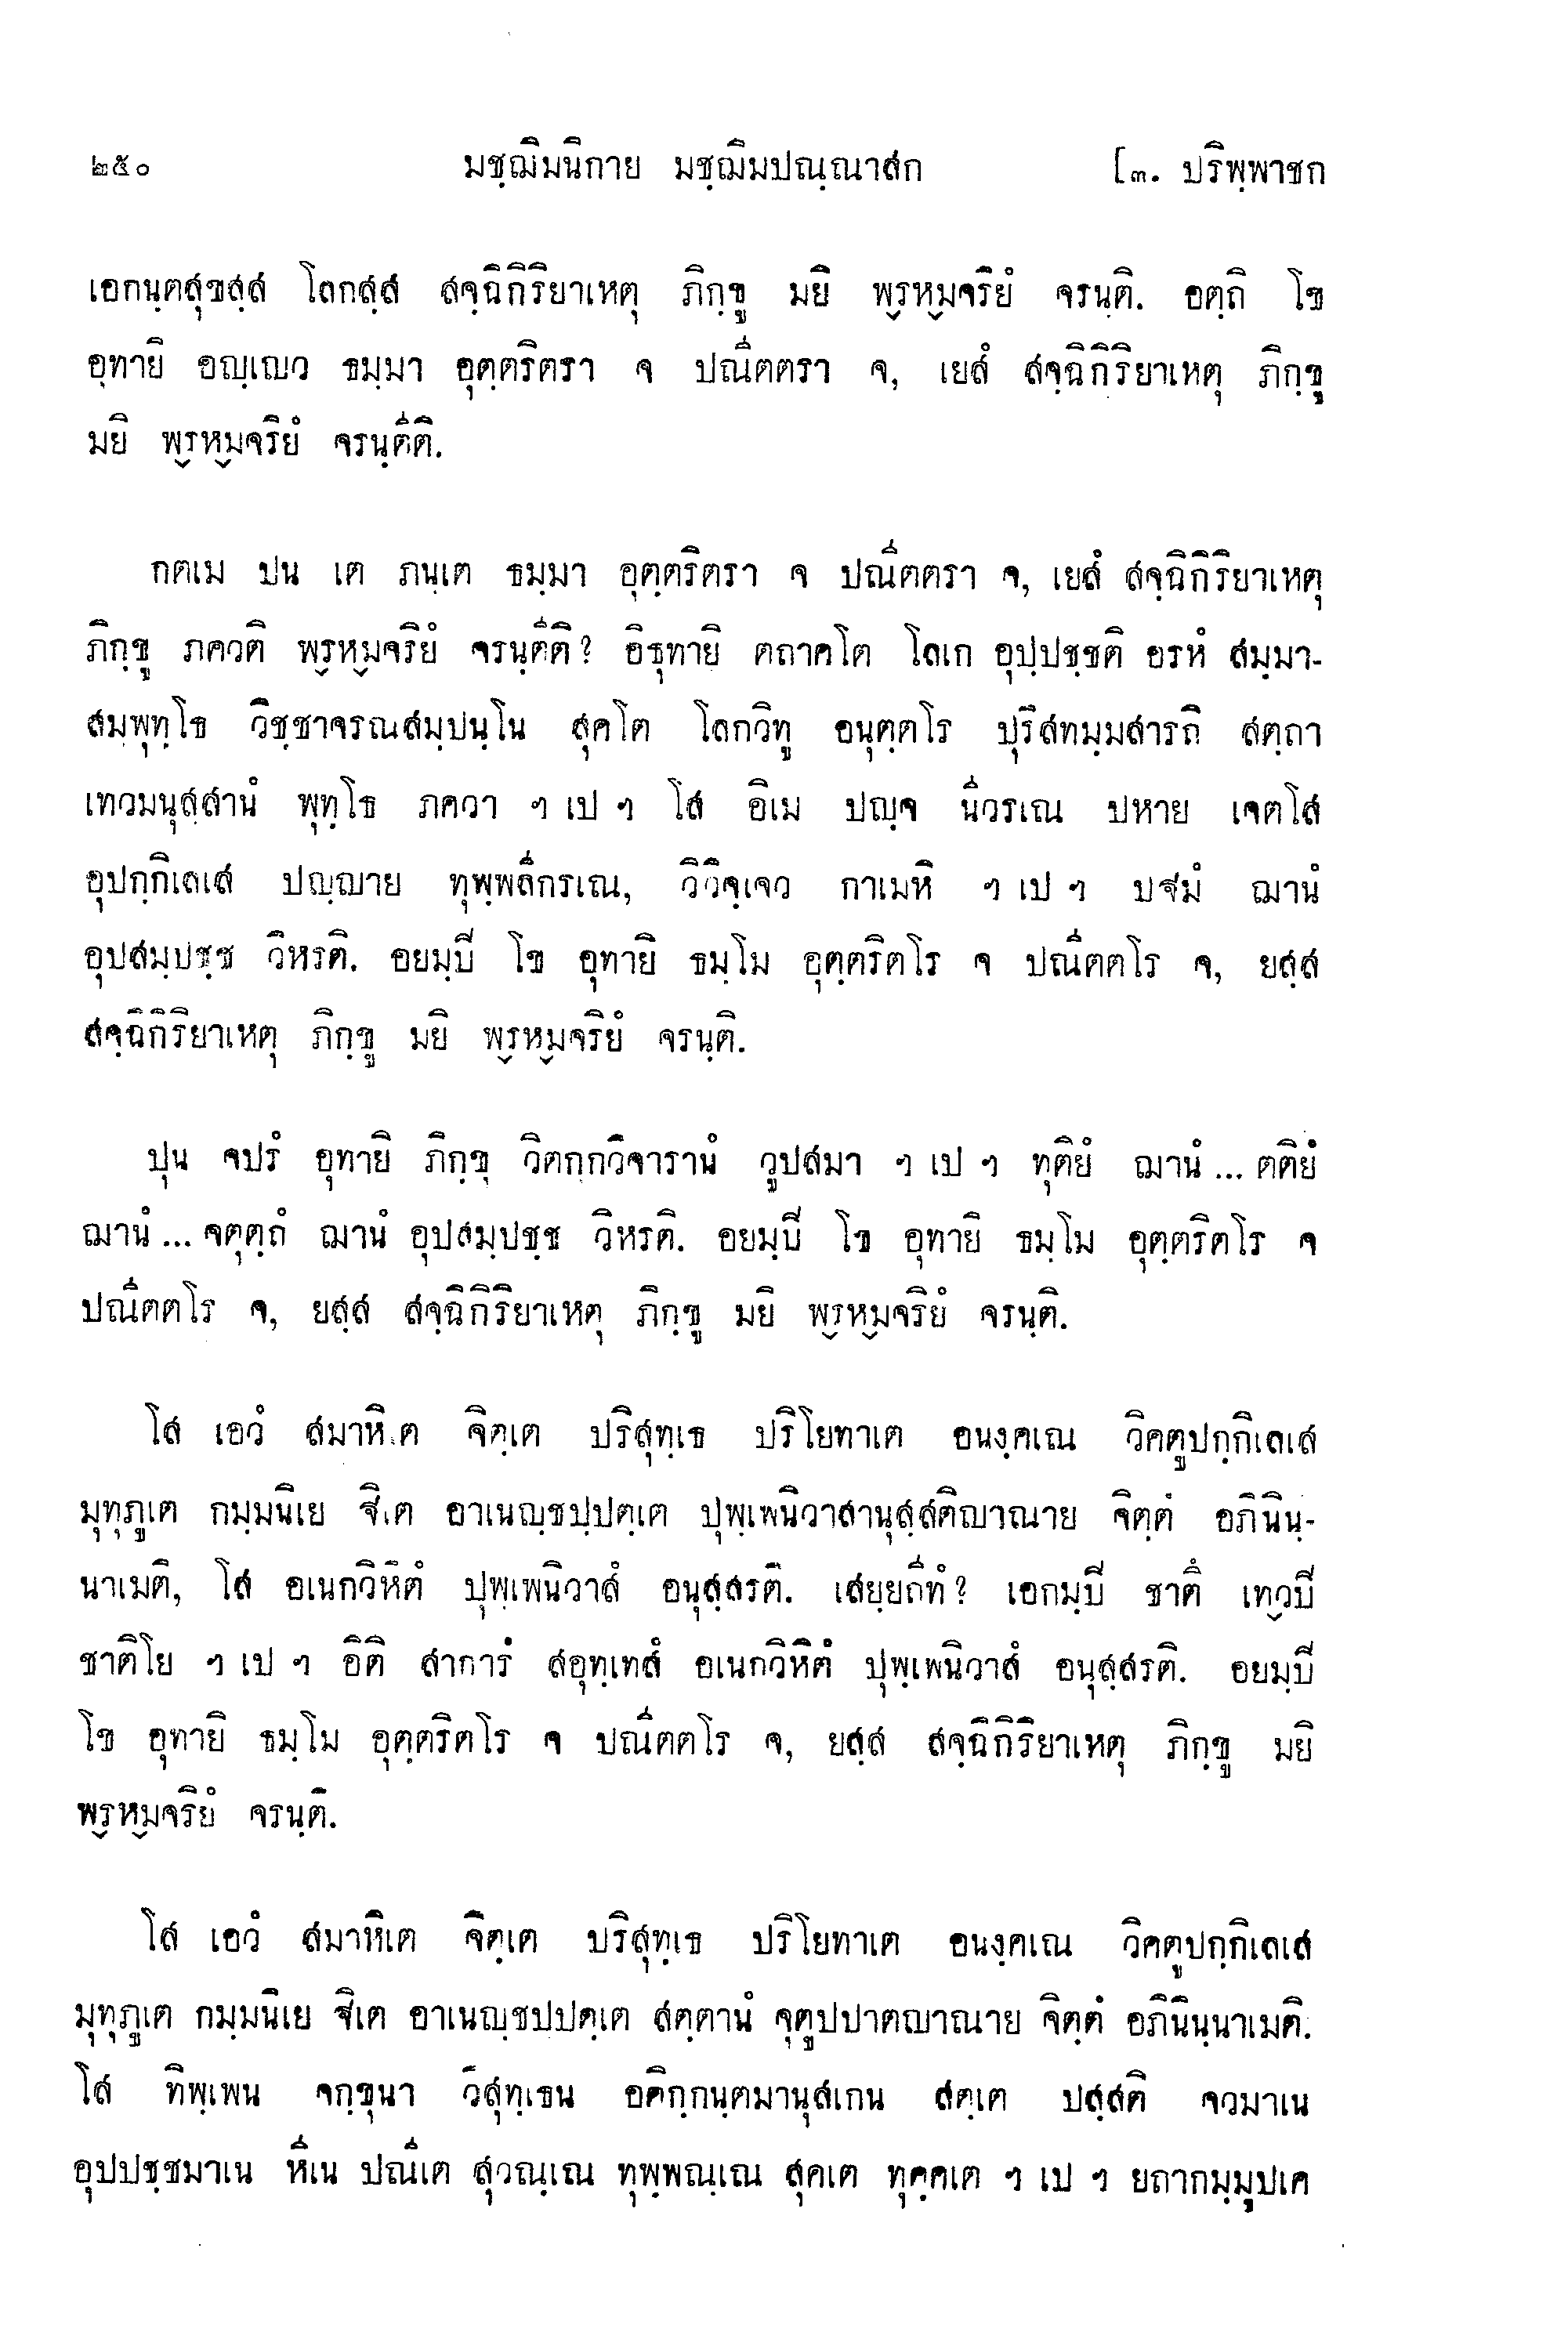 ๒๕๐ มชฺฌิมนิกาย มชฺฌิมปณฺณาสก [๓. ปริพฺพาชก
เอกนฺตสุขสฺส โลกสฺส สจฺฉิกิริยาเหตุ ภิกฺขู มยิ พฺรหฺมจริยํ จรนฺติ. อตฺถิ โข
อุทายิ อญฺเญว ธมฺมา อุตฺตริตรา จ ปณีตตรา จ, เยสํ สจฺฉิกิริยาเหตุ ภิกฺขู
มยิ พฺรหฺมจริยํ จรนฺตีติ.
กตเม ปน เต ภนฺเต ธมฺมา อุตฺตริตรา จ ปณีตตรา จ, เยสํ สจฺฉิกิริยาเหตุ
ภิกฺขู ภควติ พฺรหฺมจริยํ จรนฺตีติ? อิธุทายิ ตถาคโต โลเก อุปฺปชฺชติ อรหํ สมฺมา-
สมฺพุทฺโธ วิชฺชาจรณสมฺปนฺโน สุคโต โลกวิทู อนุตฺตโร ปุริสทมฺมสารถิ สตฺถา
เทวมนุสฺสานํ พุทฺโธ ภควา ฯ เป ฯ โส อิเม ปญฺจ นีวรเณ ปหาย เจตโส
อุปกฺกิเลเส ปญฺญาย ทุพฺพลีกรเณ, วิวิจฺเจว กาเมหิ ฯ เป ฯ ปฐมํ ฌานํ
อุปสมฺปชฺช วิหรติ. อยมฺปิ โข อุทายิ ธมฺโม อุตฺตริตโร จ ปณีตตโร จ, ยสฺส
สจฺฉิกิริยาเหตุ ภิกฺขู มยิ พฺรหฺมจริยํ จรนฺติ.
ปุน จปรํ อุทายิ ภิกฺขุ วิตกฺกวิจารานํ วูปสมา ฯ เป ฯ ทุติยํ ฌานํ ... ตติยํ
ฌานํ ... จตุตฺถํ ฌานํ อุปสมฺปชฺช วิหรติ. อยมฺปิ โข อุทายิ ธมฺโม อุตฺตริตโร จ
ปณีตตโร จ, ยสฺส สจฺฉิกิริยาเหตุ ภิกฺขู มยิ พฺรหฺมจริยํ จรนฺติ.
โส เอวํ สมาหิเต จิตฺเต ปริสุทฺเธ ปริโยทาเต อนงฺคเณ วิคตูปกฺกิเลเส
มุทุภูเต กมฺมนิเย ฐิเต อาเนญฺชปฺปตฺเต ปุพฺเพนิวาสานุสฺสติญาณาย จิตฺตํ อภินินฺ-
นาเมติ, โส อเนกวิหิตํ ปุพฺเพนิวาสํ อนุสฺสรติ. เสยฺยถีทํ? เอกมฺปิ ชาตึ เทฺวปิ
ชาติโย ฯ เป ฯ อิติ สาการํ สอุทฺเทสํ อเนกวิหิตํ ปุพฺเพนิวาสํ อนุสฺสรติ. อยมฺปิ
โข อุทายิ ธมฺโม อุตฺตริตโร จ ปณีตตโร จ, ยสฺส สจฺฉิกิริยาเหตุ ภิกฺขู มยิ
พฺรหฺมจริยํ จรนฺติ.
โส เอวํ สมาหิเต จิตฺเต ปริสุทฺเธ ปริโยทาเต อนงฺคเณ วิคตูปกฺกิเลเส
มุทุภูเต กมฺมนิเย ฐิเต อาเนญฺชปฺปตฺเต สตฺตานํ จุตูปปาตญาณาย จิตฺตํ อภินินฺนาเมติ.
โส ทิพฺเพน จกฺขุนา วิสุทฺเธน อติกฺกนฺตมานุสเกน สตฺเต ปสฺสติ จวมาเน
อุปปชฺชมาเน หีเน ปณีเต สุวณฺเณ ทุพฺพณฺเณ สุคเต ทุคฺคเต ฯ เป ฯ ยถากมฺมุปเค